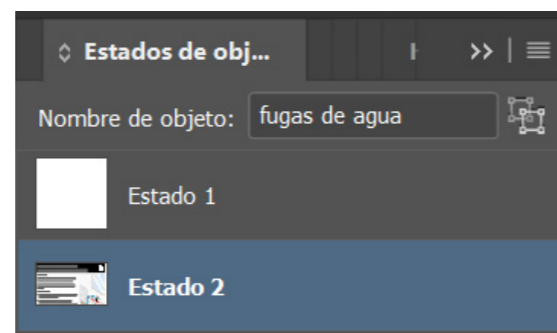 Estados de obj...
Nombre de objeto: fugas de agua
Estado 1
Estado 2